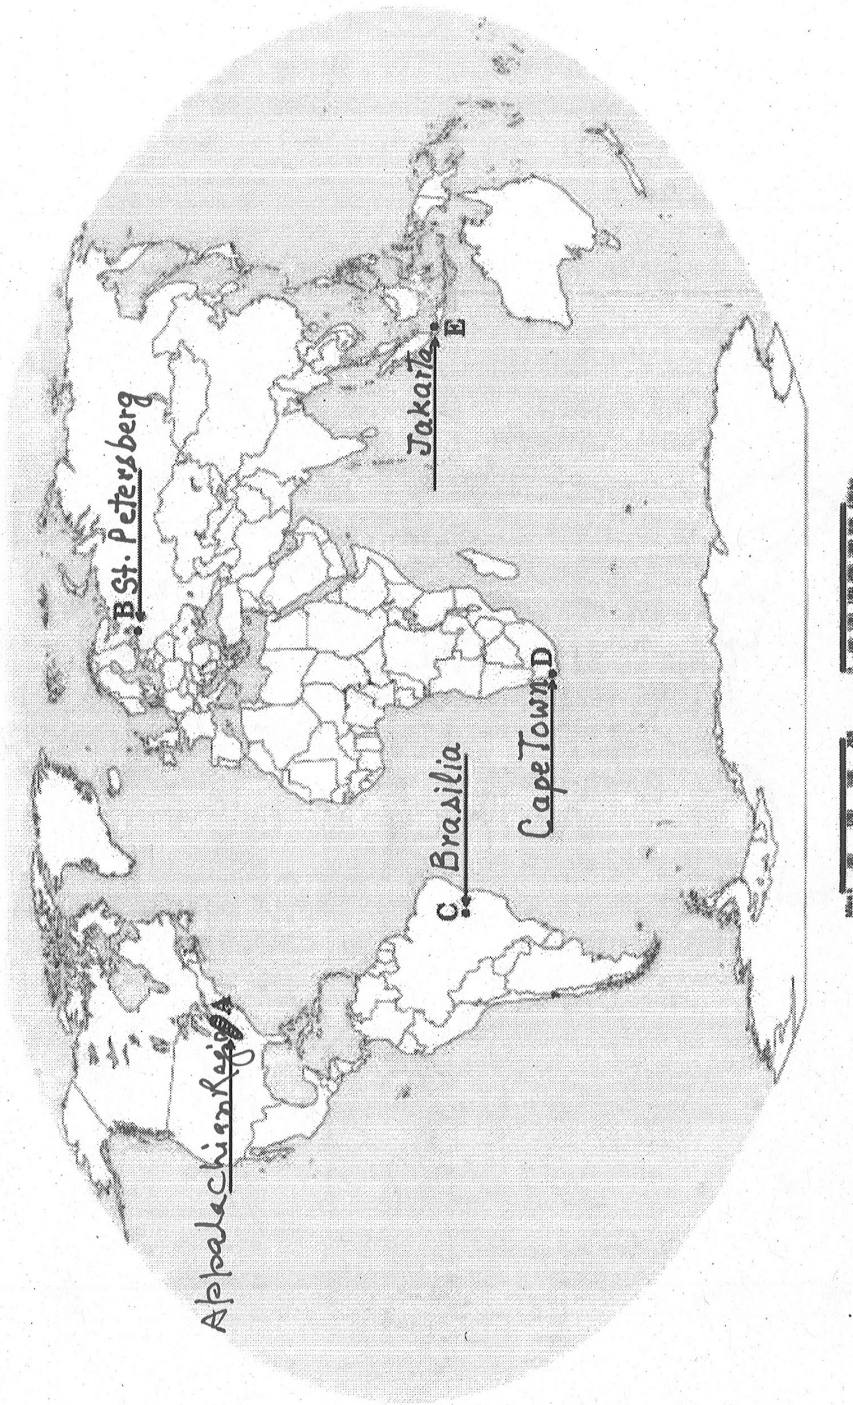 St. Petersberg
B
Appalachian Region
A
Jakarta
E
Brasilia
C
Cape Town
D